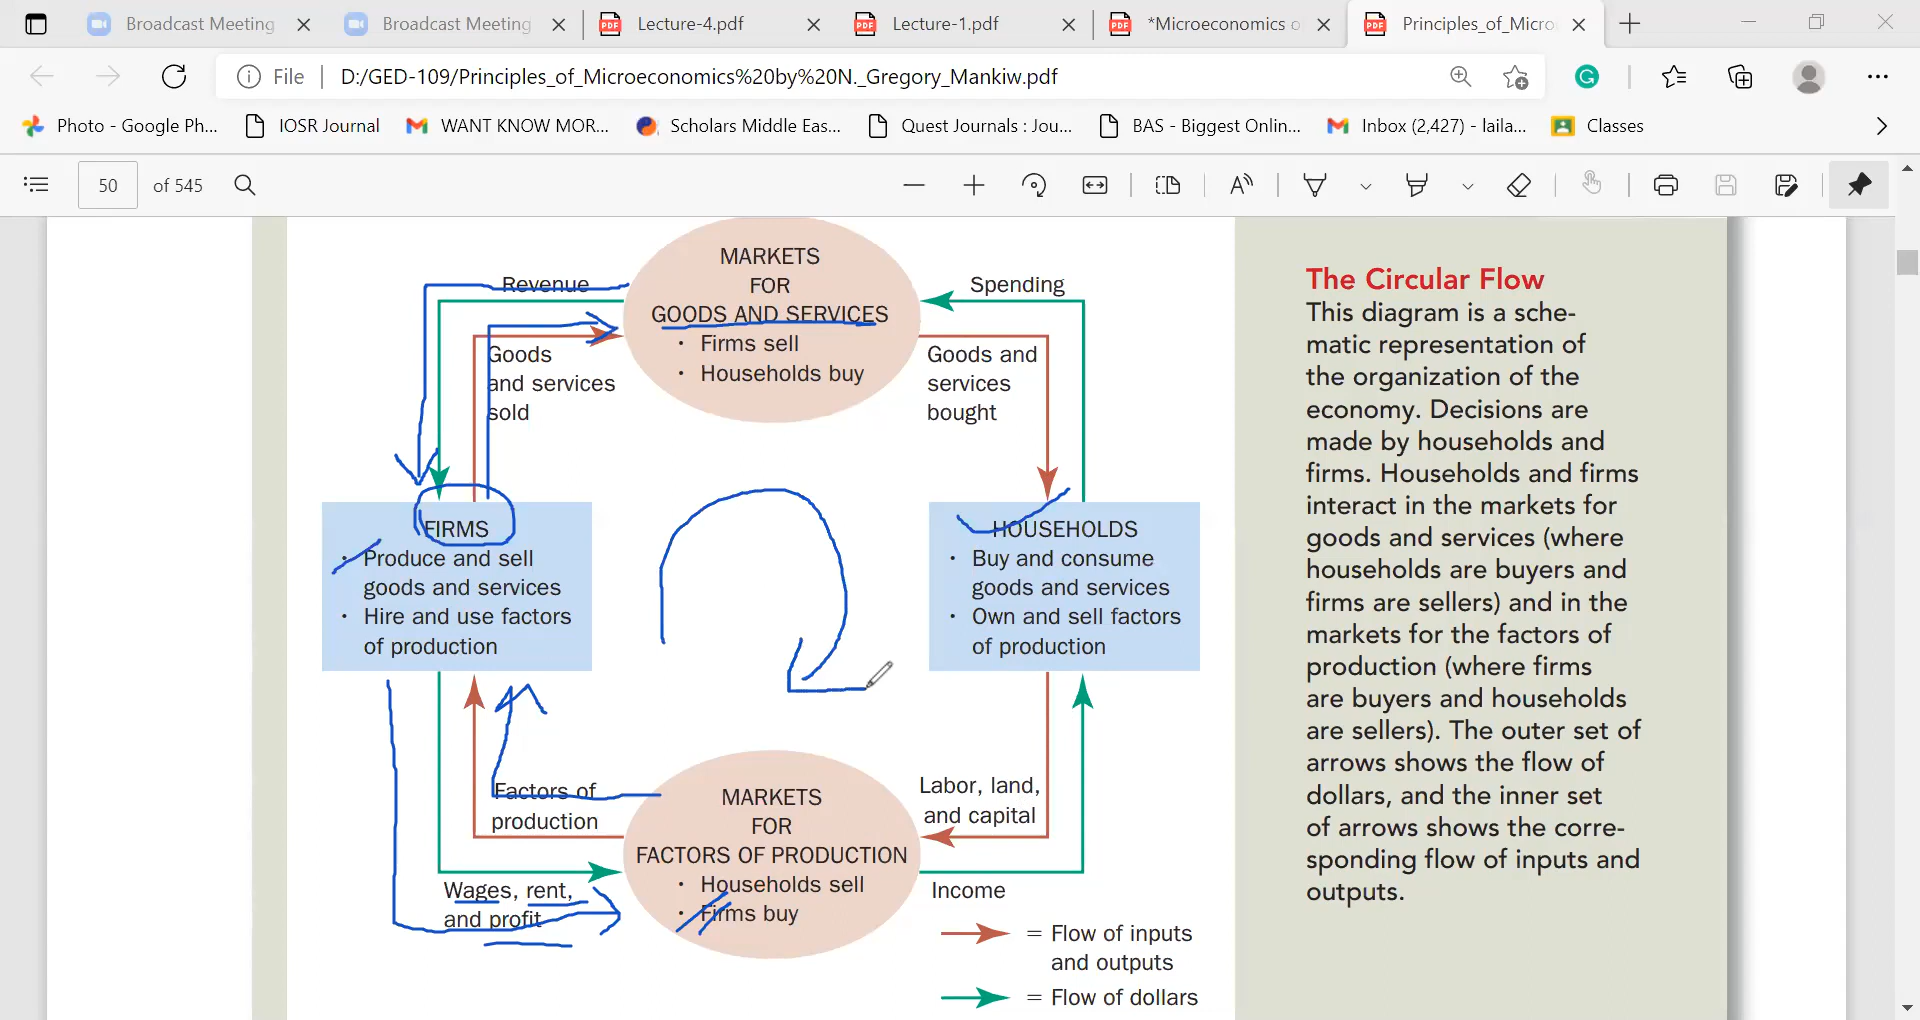 Broadcast Meeting
Broadcast Meeting
Lecture-4.pdf
Lecture-1.pdf
*Microeconomics o
Principles_of_Micro
File
D:/GED-109/Principles_of_Microeconomics%20by%20N._Gregory_Mankiw.pdf
Photo - Google Ph...
IOSR Journal
WANT KNOW MOR...
Scholars Middle Eas...
Quest Journals : Jou...
BAS - Biggest Onlin...
Inbox (2,427) - laila...
Classes
50 of 545
MARKETS
FOR
GOODS AND SERVICES
• Firms sell
• Households buy
Revenue
Spending
Goods
and services
sold
Goods and
services
bought
FIRMS
• Produce and sell
goods and services
• Hire and use factors
of production
HOUSEHOLDS
• Buy and consume
goods and services
• Own and sell factors
of production
Factors of
production
Labor, land,
and capital
MARKETS
FOR
FACTORS OF PRODUCTION
• Households sell
• Firms buy
Wages, rent,
and profit
Income
= Flow of inputs
and outputs
= Flow of dollars
The Circular Flow
This diagram is a sche-
matic representation of
the organization of the
economy. Decisions are
made by households and
firms. Households and firms
interact in the markets for
goods and services (where
households are buyers and
firms are sellers) and in the
markets for the factors of
production (where firms
are buyers and households
are sellers). The outer set of
arrows shows the flow of
dollars, and the inner set
of arrows shows the corre-
sponding flow of inputs and
outputs.